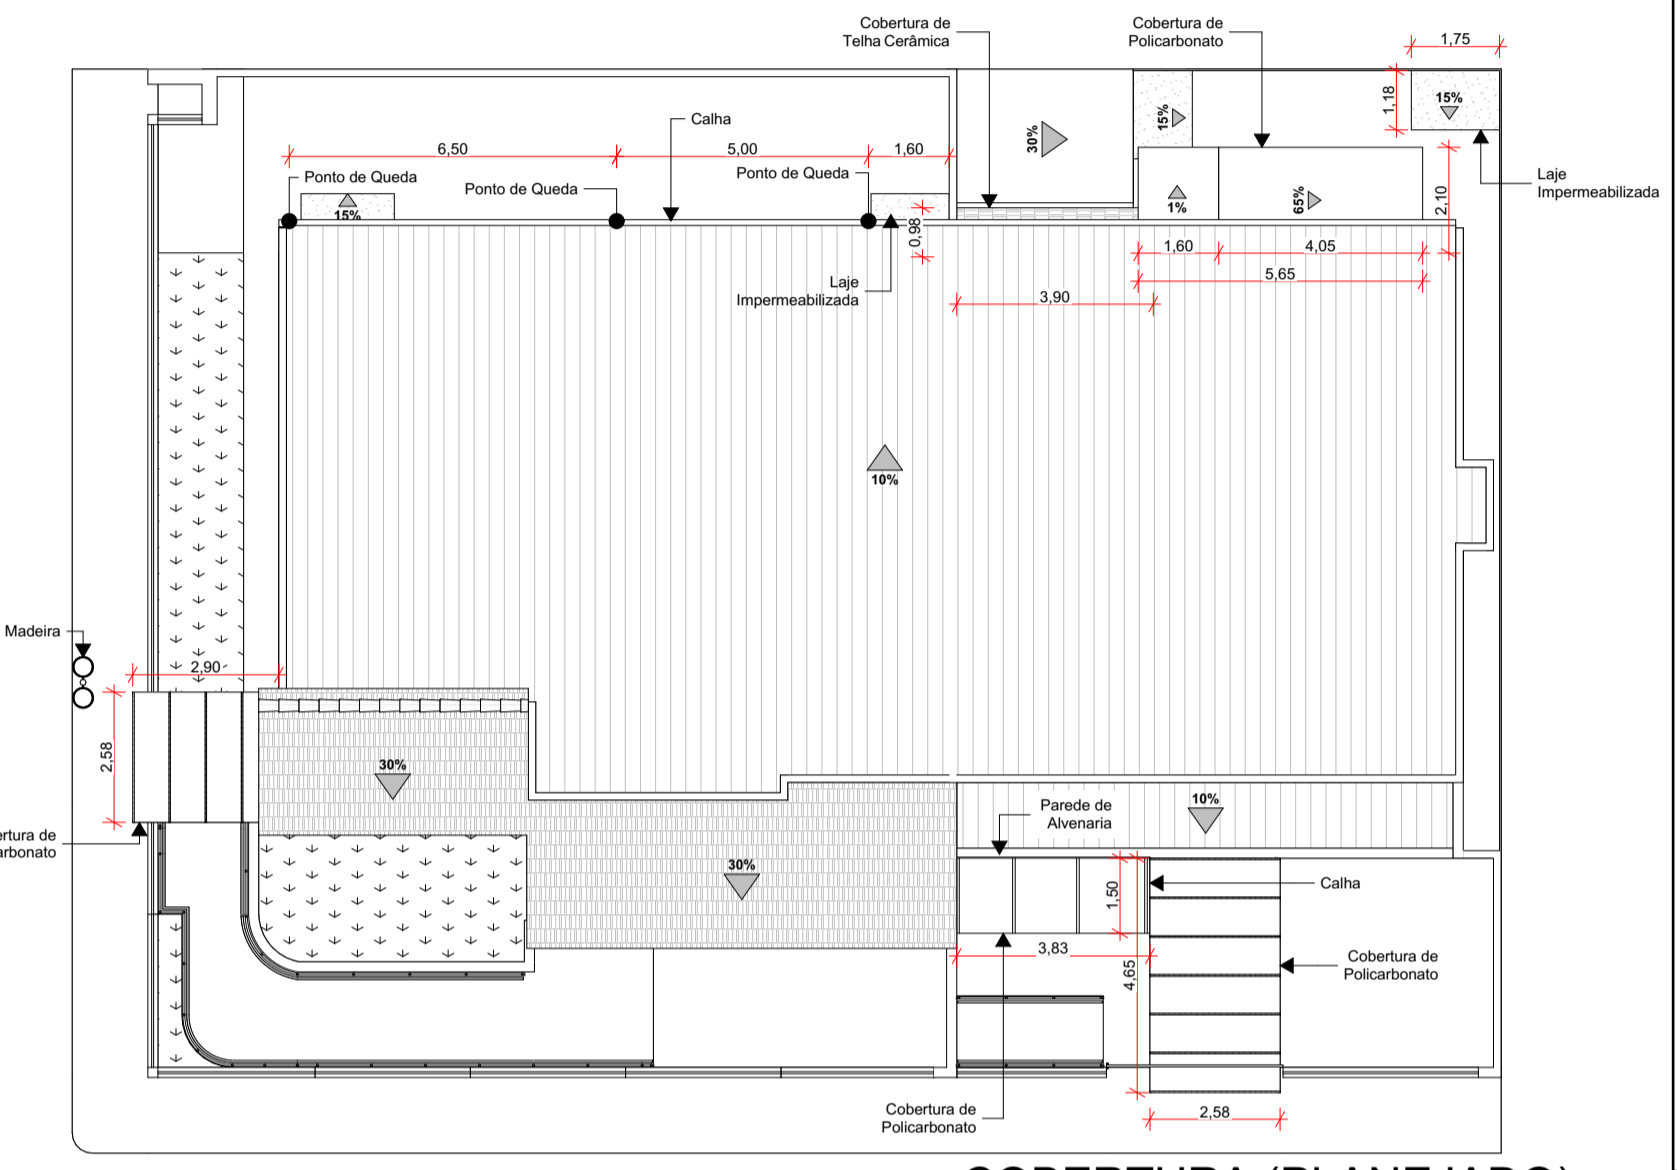 Cobertura de
Telha Cerâmica
Cobertura de
Policarbonato
1,75
1,18
15%
15%
30%
Calha
6,50
5,00
1,60
Ponto de Queda
Ponto de Queda
Ponto de Queda
Laje
Impermeabilizada
15%
1%
65%
2,10
0,98
1,60
4,05
5,65
3,90
Laje
Impermeabilizada
10%
Madeira
2,90
2,58
30%
10%
Parede de
Alvenaria
30%
1,50
Calha
3,83
4,65
Cobertura de
Policarbonato
Cobertura de
Policarbonato
2,58
COBERTURA (PLANEJADO)